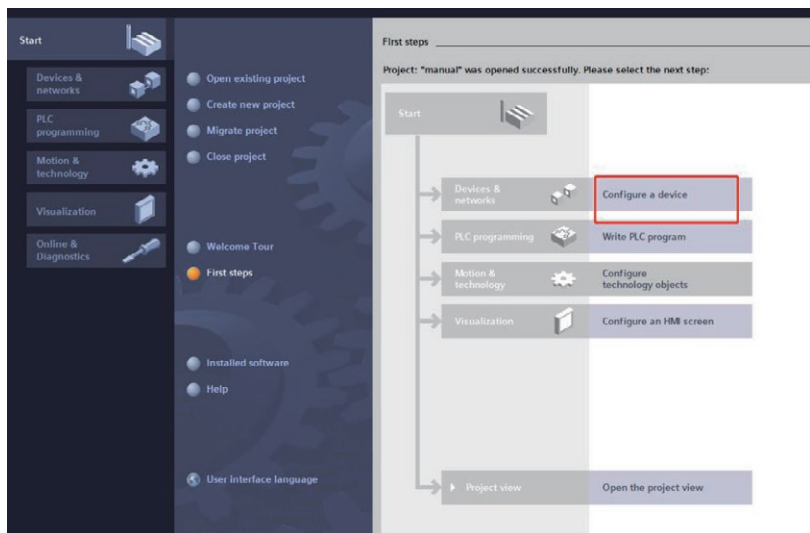 Start
Devices &
networks
PLC
programming
Motion &
technology
Visualization
Online &
Diagnostics
Open existing project
Create new project
Migrate project
Close project
Welcome Tour
First steps
Installed software
Help
User interface language
First steps
Project: "manual" was opened successfully. Please select the next step:
Start
Devices &
networks
Configure a device
PLC programming
Write PLC program
Motion &
technology
Configure
technology objects
Visualization
Configure an HMI screen
Project view
Open the project view